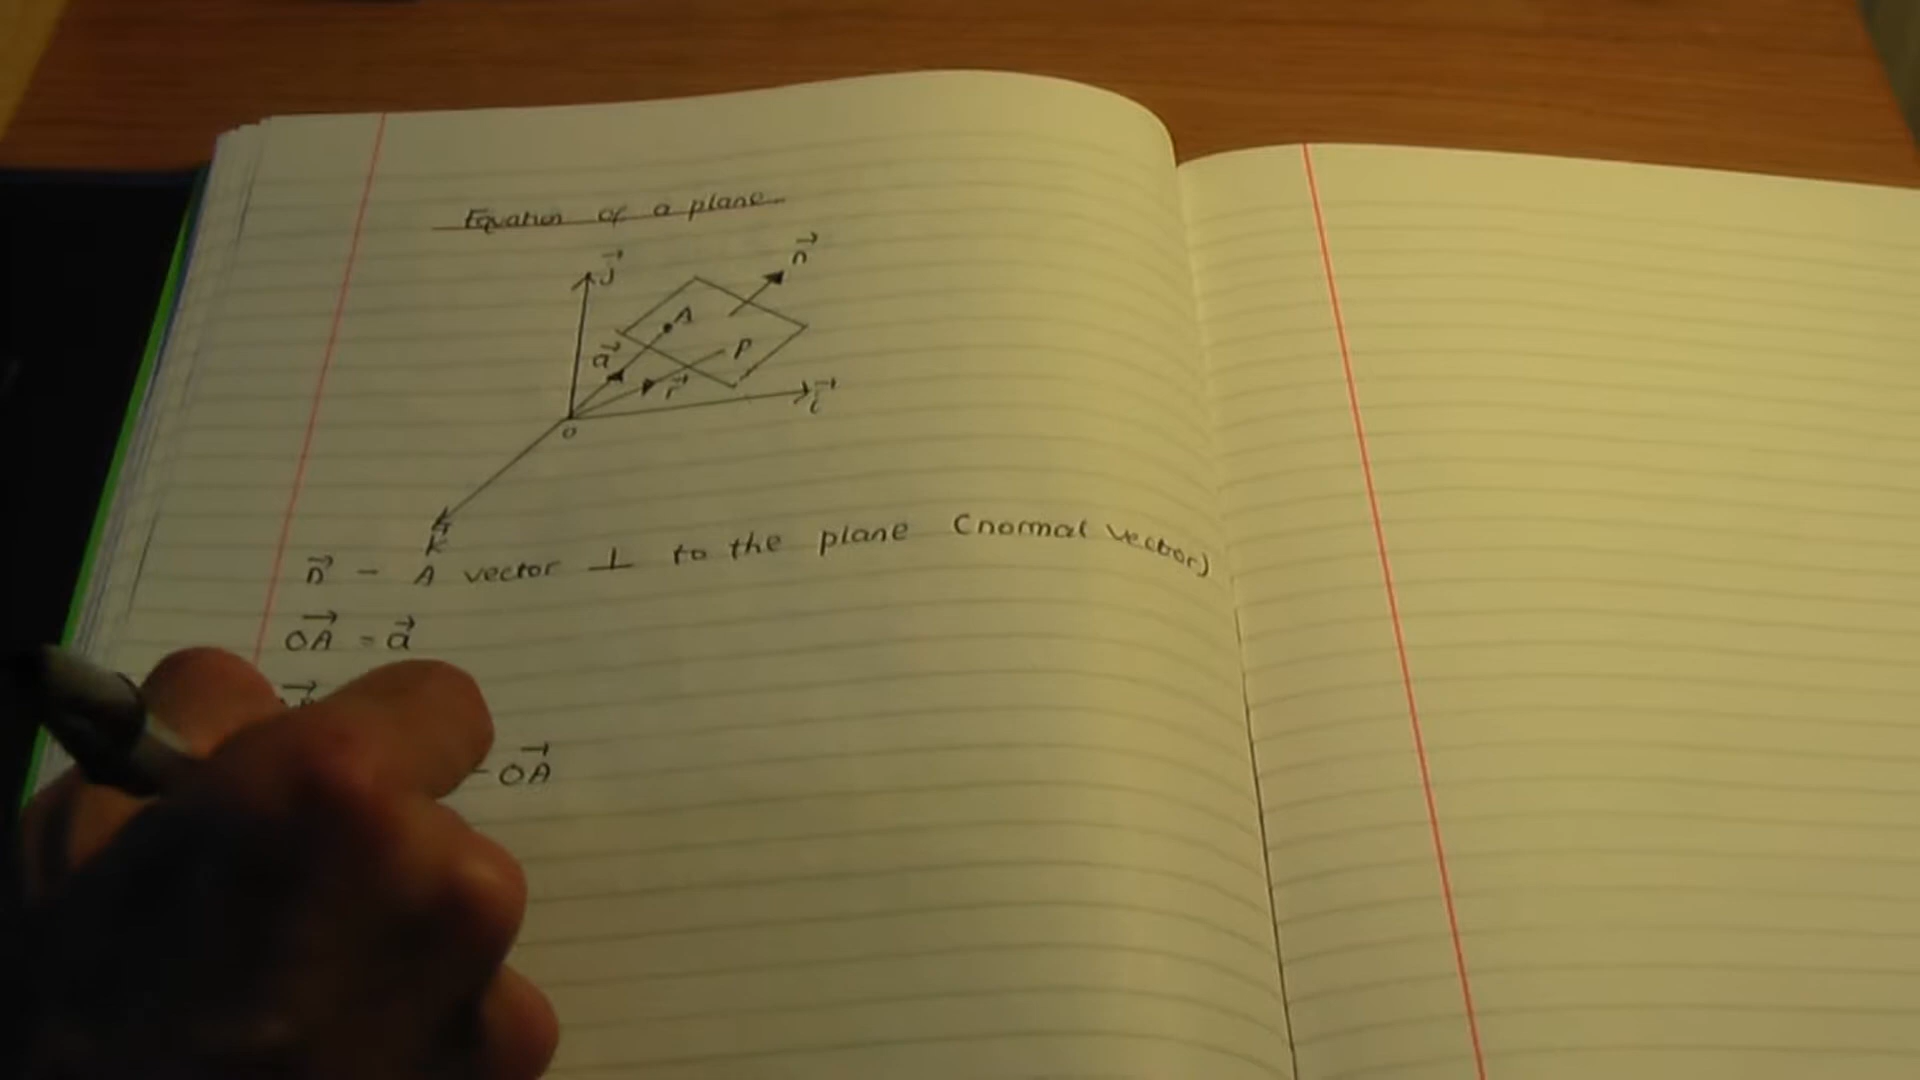 Equation of a plane
n⃗
j⃗
A
a⃗
P
r⃗
i⃗
o
k⃗
n⃗ - A vector ⊥ to the plane (normal vector)
OA⃗ = a⃗
- OA⃗